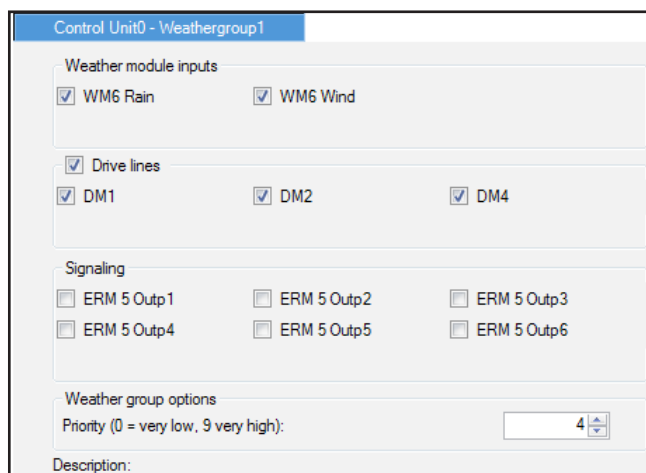 Control Unit0 - Weathergroup1
Weather module inputs
WM6 Rain WM6 Wind
Drive lines
DM1 DM2 DM4
Signaling
ERM 5 Outp1 ERM 5 Outp2 ERM 5 Outp3
ERM 5 Outp4 ERM 5 Outp5 ERM 5 Outp6
Weather group options
Priority (0 = very low, 9 very high): 4
Description: